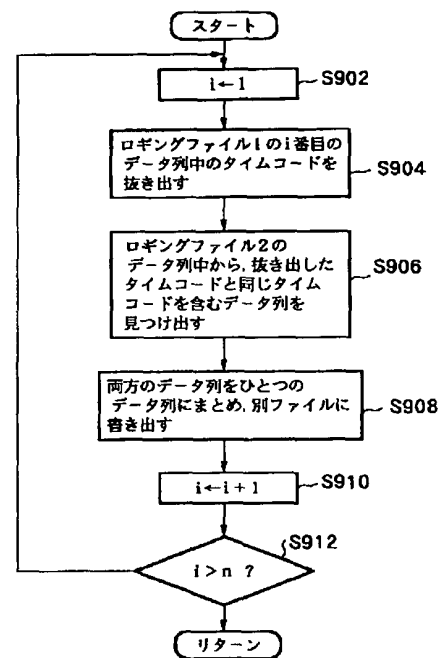 スタート
i←1
S902
ロギングファイル1のi番目の
データ列中のタイムコードを
抜き出す
S904
ロギングファイル2の
データ列中から,抜き出した
タイムコードと同じタイム
コードを含むデータ列を
見つけ出す
S906
両方のデータ列をひとつの
データ列にまとめ,別ファイルに
書き出す
S908
i←i+1
S910
S912
i>n ?
リターン